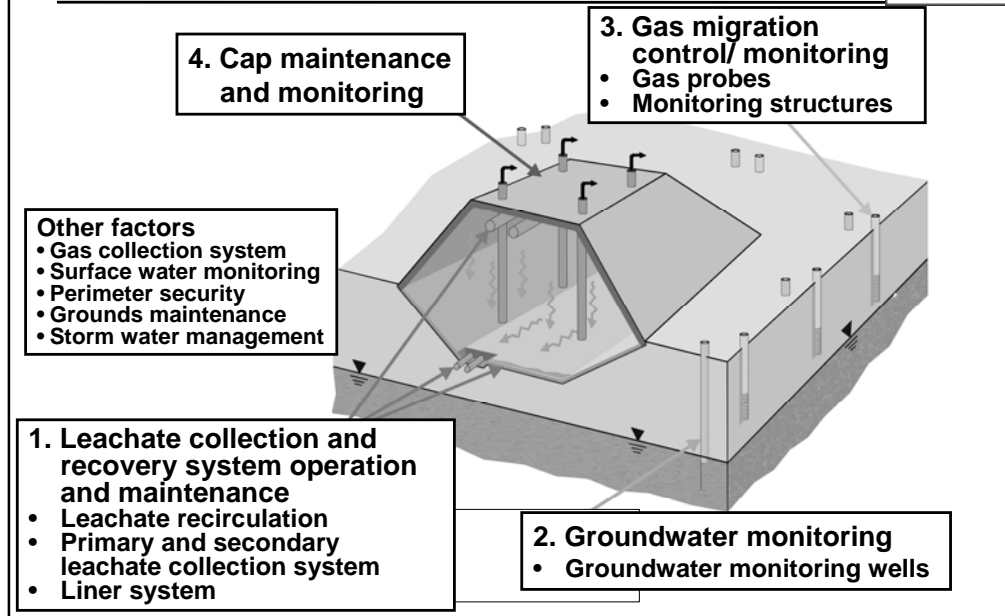 3. Gas migration
control/ monitoring
• Gas probes
• Monitoring structures
4. Cap maintenance
and monitoring
Other factors
• Gas collection system
• Surface water monitoring
• Perimeter security
• Grounds maintenance
• Storm water management
1. Leachate collection and
recovery system operation
and maintenance
• Leachate recirculation
• Primary and secondary
leachate collection system
• Liner system
2. Groundwater monitoring
• Groundwater monitoring wells